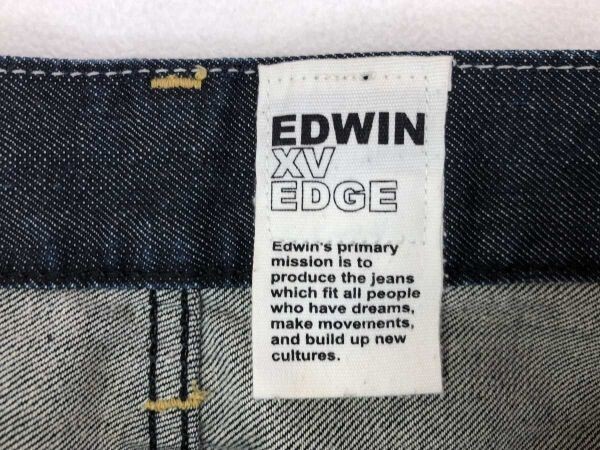 EDWIN
XV
EDGE
Edwin's primary
mission is to
produce the jeans
which fit all people
who have dreams,
make movements,
and build up new
cultures.